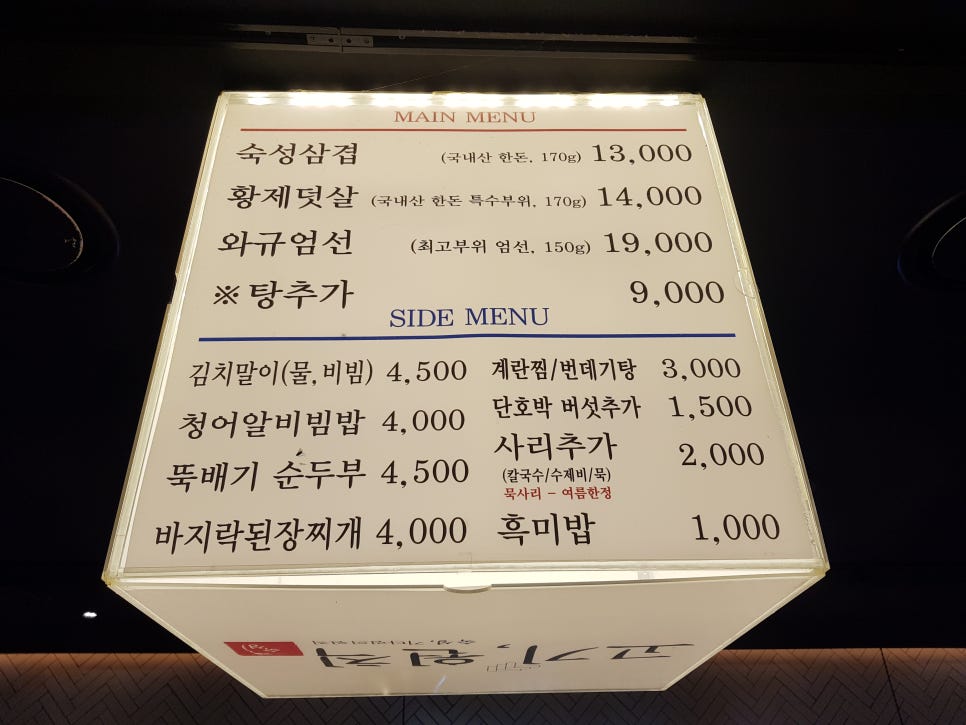 MAIN MENU
숙성삼겹 (국내산 한돈, 170g) 13,000
황제덧살 (국내산 한돈 특수부위, 170g) 14,000
와규엄선 (최고부위 엄선, 150g) 19,000
※ 탕추가 9,000
SIDE MENU
김치말이(물, 비빔) 4,500
청어알비빔밥 4,000
뚝배기 순두부 4,500
바지락된장찌개 4,000
계란찜/번데기탕 3,000
단호박 버섯추가 1,500
사리추가 2,000
(칼국수/수제비/묵)
묵사리 - 여름한정
흑미밥 1,000
고기, 원칙